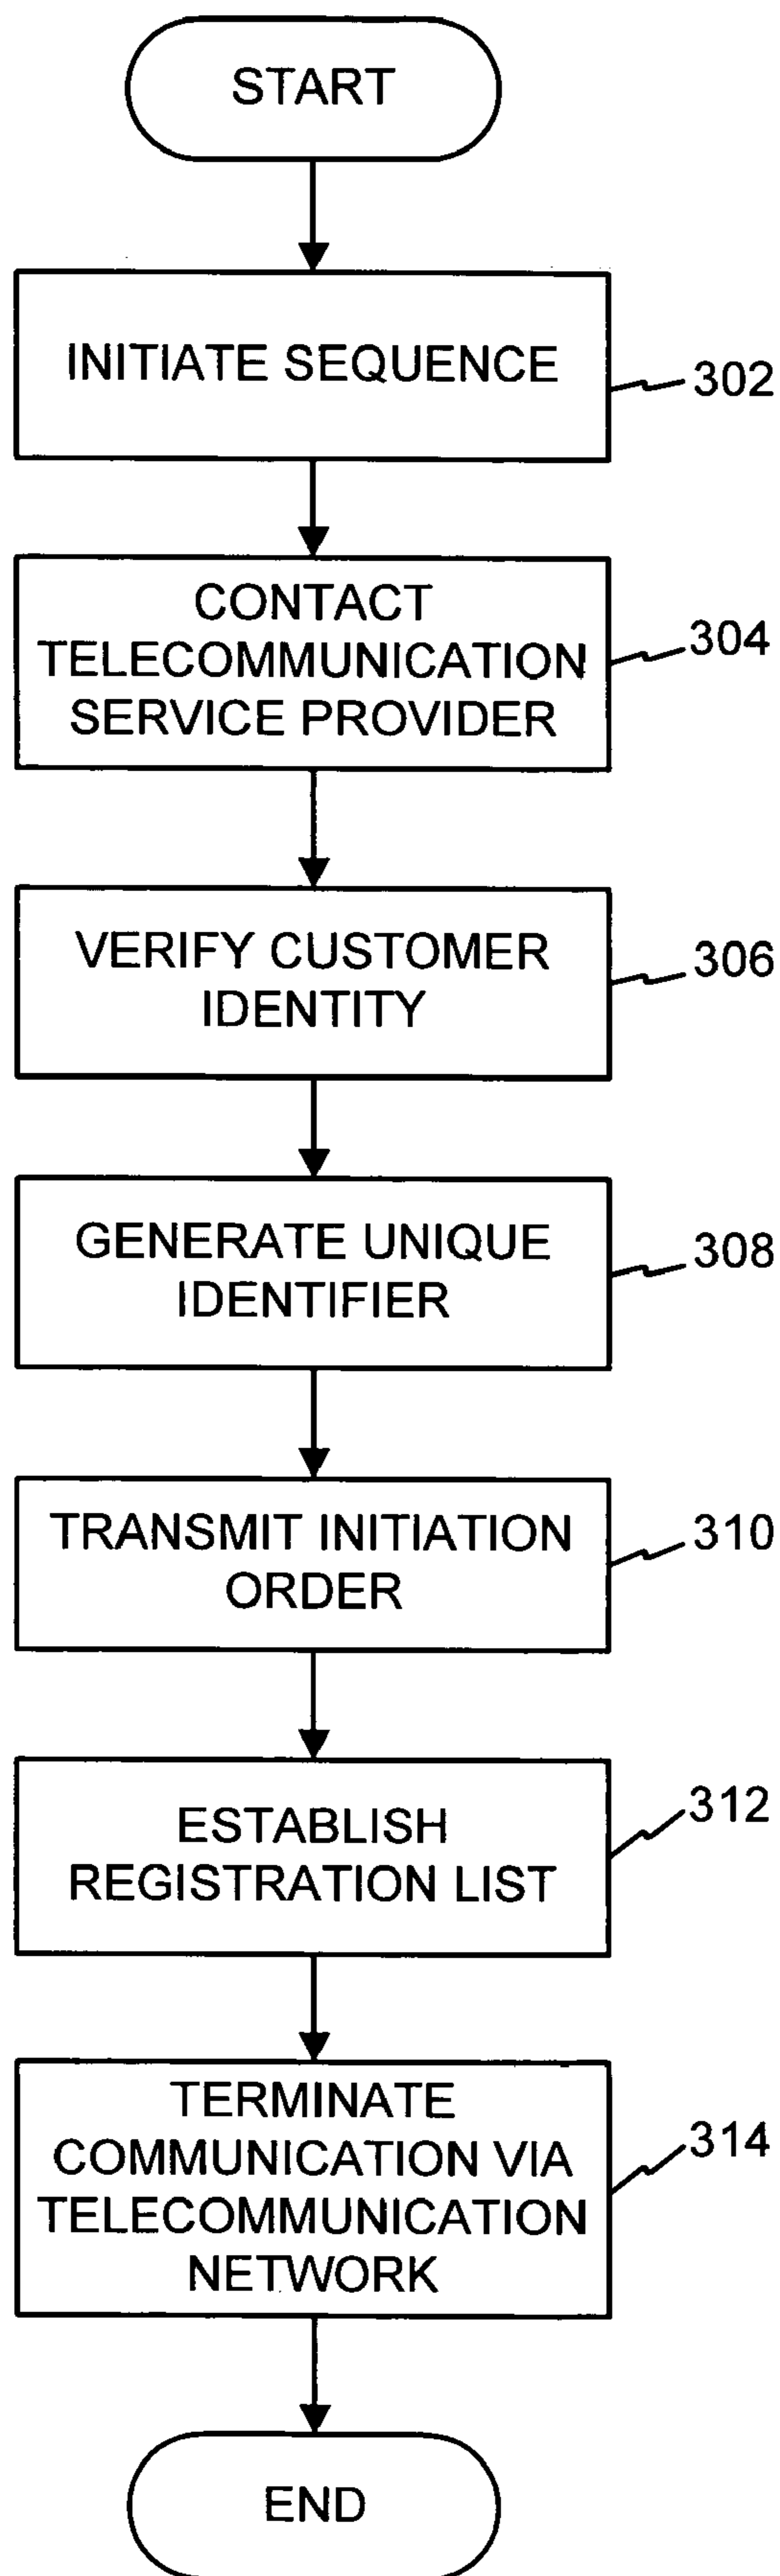 START
INITIATE SEQUENCE
302
CONTACT
TELECOMMUNICATION
SERVICE PROVIDER
304
VERIFY CUSTOMER
IDENTITY
306
GENERATE UNIQUE
IDENTIFIER
308
TRANSMIT INITIATION
ORDER
310
ESTABLISH
REGISTRATION LIST
312
TERMINATE
COMMUNICATION VIA
TELECOMMUNICATION
NETWORK
314
END